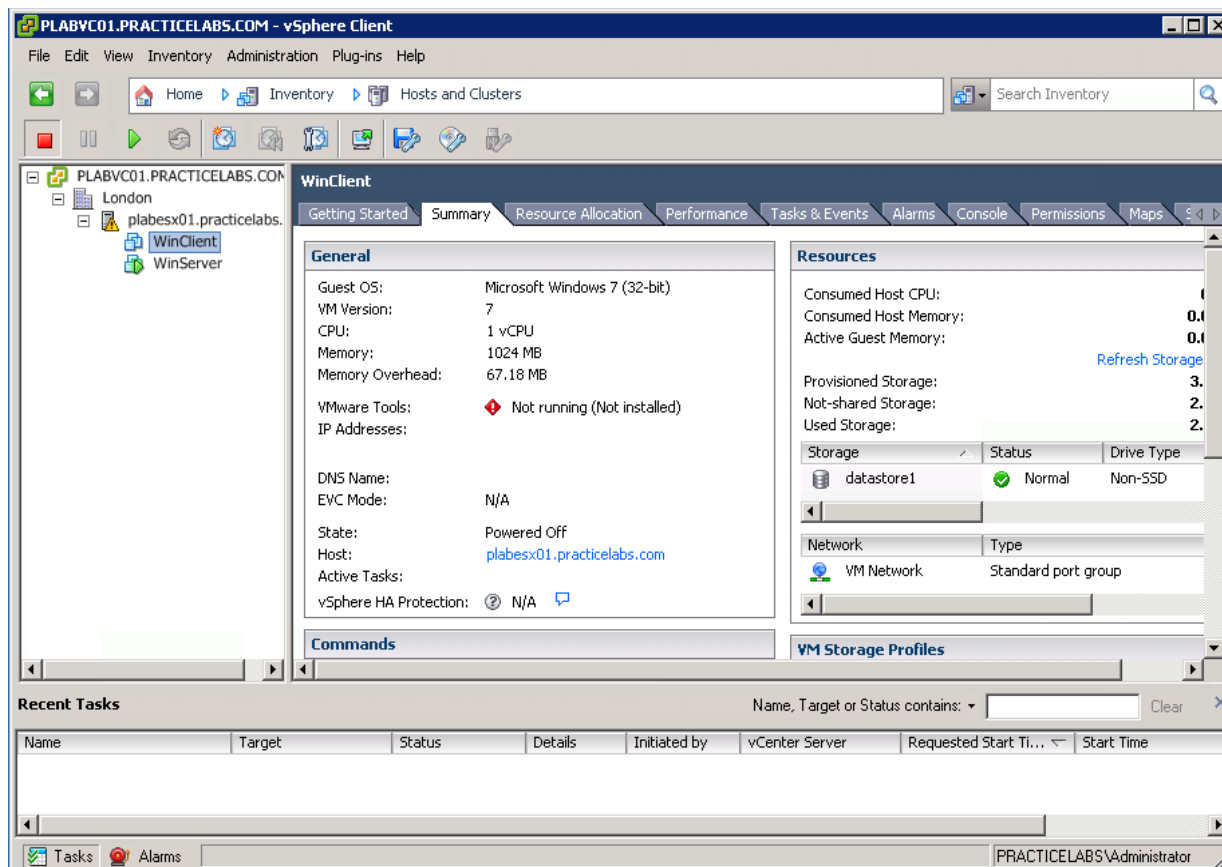 PLABVC01.PRACTICELABS.COM - vSphere Client
File Edit View Inventory Administration Plug-ins Help
Home Inventory Hosts and Clusters Search Inventory
PLABVC01.PRACTICELABS.COM
London
plabesx01.practicelabs.
WinClient
WinServer
WinClient
Getting Started Summary Resource Allocation Performance Tasks & Events Alarms Console Permissions Maps
General
Guest OS: Microsoft Windows 7 (32-bit)
VM Version: 7
CPU: 1 vCPU
Memory: 1024 MB
Memory Overhead: 67.18 MB
VMware Tools: Not running (Not installed)
IP Addresses:
DNS Name:
EVC Mode: N/A
State: Powered Off
Host: plabesx01.practicelabs.com
Active Tasks:
vSphere HA Protection: N/A
Commands
Resources
Consumed Host CPU:
Consumed Host Memory: 0.
Active Guest Memory: 0.
Refresh Storage
Provisioned Storage: 3.
Not-shared Storage: 2.
Used Storage: 2.
Storage Status Drive Type
datastore1 Normal Non-SSD
Network Type
VM Network Standard port group
VM Storage Profiles
Recent Tasks Name, Target or Status contains: Clear
Name Target Status Details Initiated by vCenter Server Requested Start Ti... Start Time
Tasks Alarms PRACTICELABS\Administrator